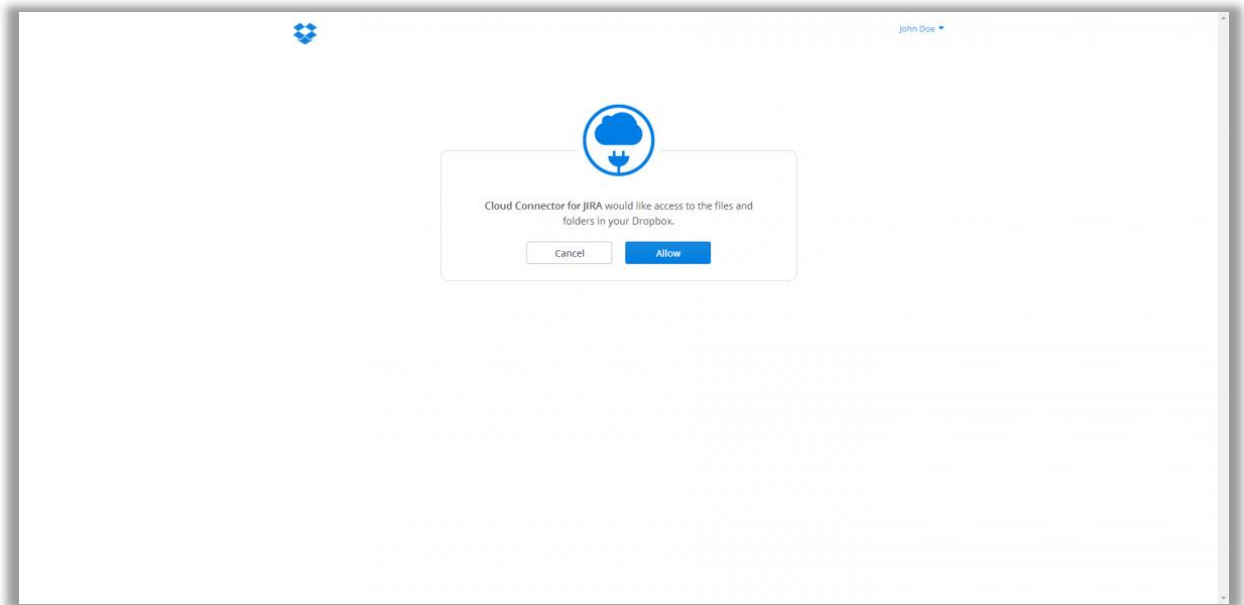 John Doe
Cloud Connector for JIRA would like access to the files and
folders in your Dropbox.
Cancel
Allow